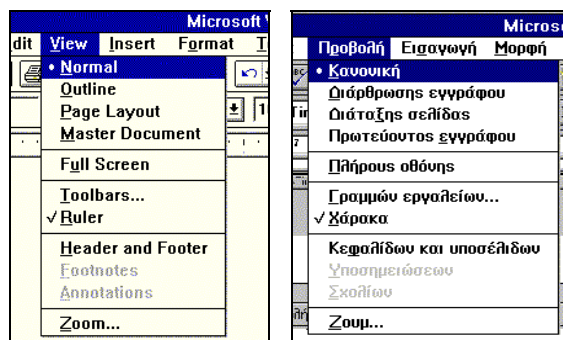 Microsoft
dit View Insert Format T
• Normal
Outline
Page Layout
Master Document
Full Screen
Toolbars...
✓ Ruler
Header and Footer
Footnotes
Annotations
Zoom...
Micros
Προβολή Εισαγωγή Μορφή
• Κανονική
Διάρθρωσης εγγράφου
Διάταξης σελίδας
Πρωτεύοντος εγγράφου
Πλήρους οθόνης
Γραμμών εργαλείων...
✓ Χάρακα
Κεφαλίδων και υποσέλιδων
Υποσημειώσεων
Σχολίων
Ζουμ...